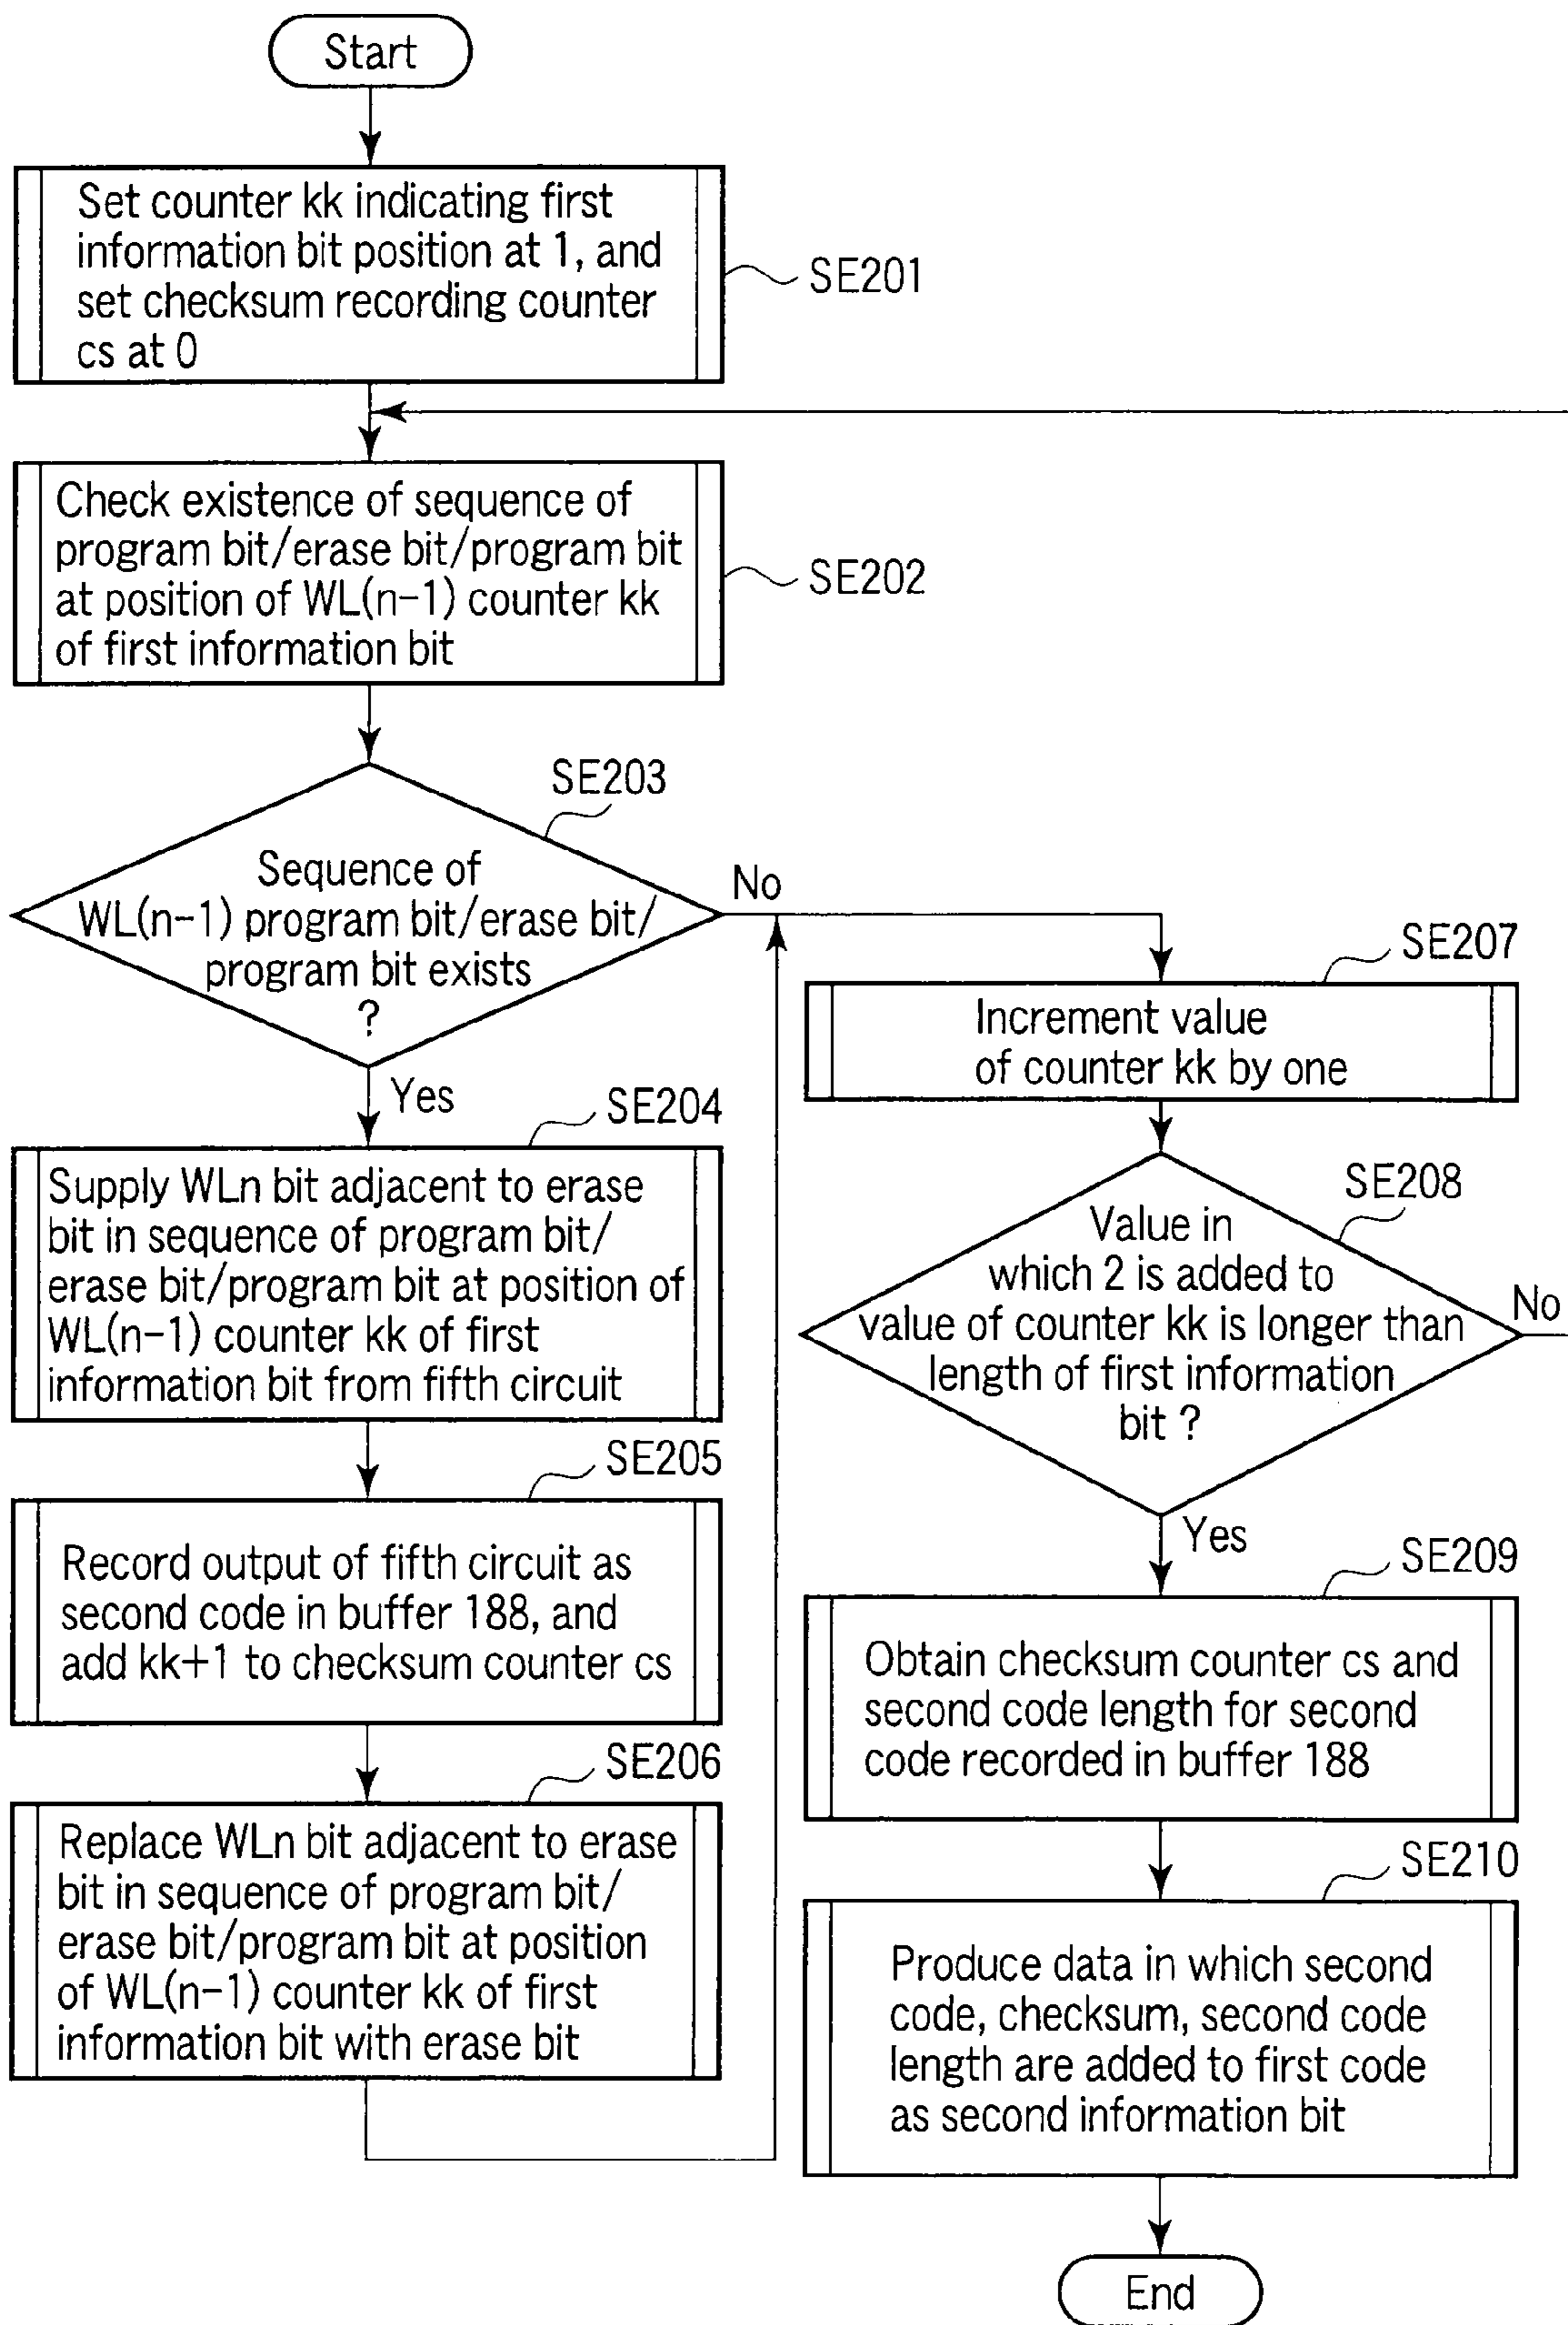 Start
Set counter kk indicating first
information bit position at 1, and
set checksum recording counter
cs at 0
SE201
Check existence of sequence of
program bit/erase bit/program bit
at position of WL(n-1) counter kk
of first information bit
SE202
SE203
Sequence of
WL(n-1) program bit/erase bit/
program bit exists
?
No
Yes
SE204
Supply WLn bit adjacent to erase
bit in sequence of program bit/
erase bit/program bit at position of
WL(n-1) counter kk of first
information bit from fifth circuit
SE205
Record output of fifth circuit as
second code in buffer 188, and
add kk+1 to checksum counter cs
SE206
Replace WLn bit adjacent to erase
bit in sequence of program bit/
erase bit/program bit at position
of WL(n-1) counter kk of first
information bit with erase bit
SE207
Increment value
of counter kk by one
SE208
Value in
which 2 is added to
value of counter kk is longer than
length of first information
bit ?
No
Yes
SE209
Obtain checksum counter cs and
second code length for second
code recorded in buffer 188
SE210
Produce data in which second
code, checksum, second code
length are added to first code
as second information bit
End